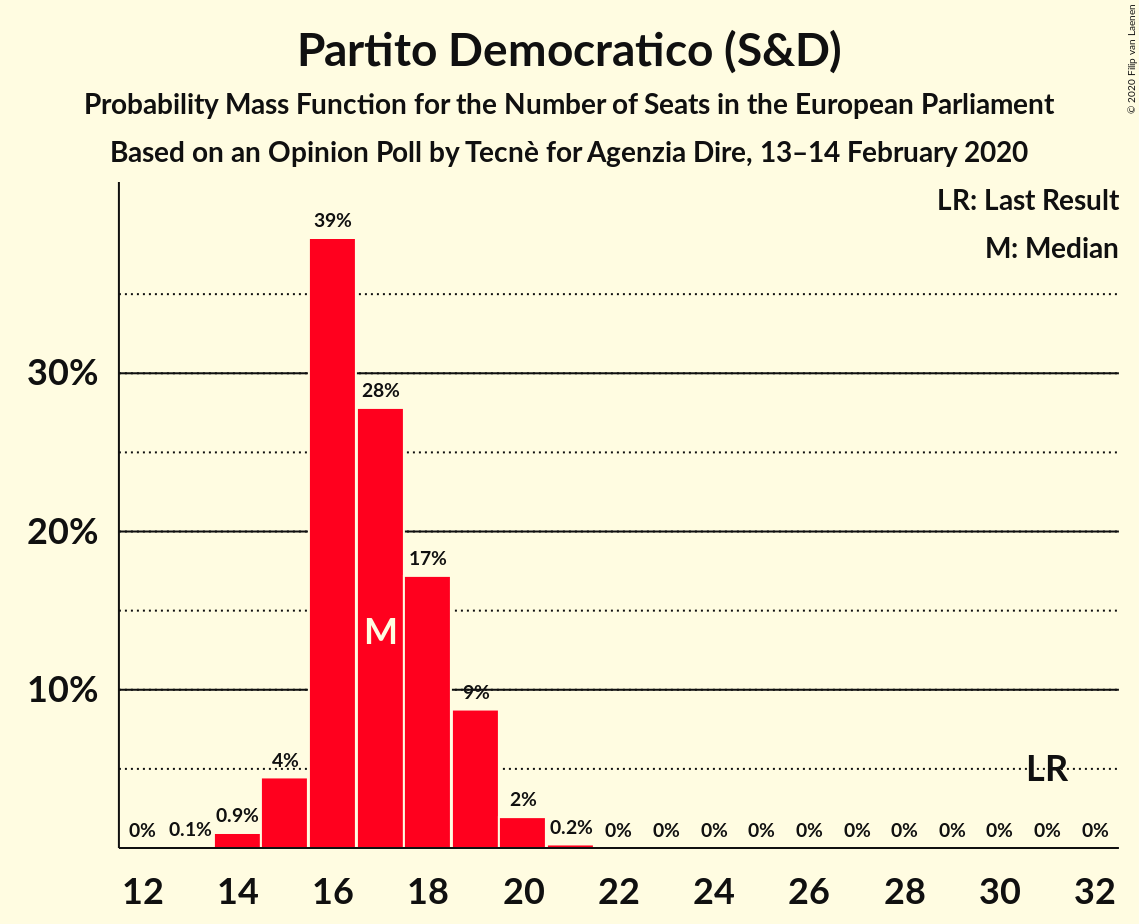 Partito Democratico (S&D)
Probability Mass Function for the Number of Seats in the European Parliament
Based on an Opinion Poll by Tecnè for Agenzia Dire, 13–14 February 2020
© 2020 Filip van Laenen
LR: Last Result
M: Median
39%
30%
28%
20%
17%
M
10%
9%
4%
LR
2%
0% 0.1% 0.9% 0.2% 0% 0% 0% 0% 0% 0% 0% 0% 0% 0% 0%
12 14 16 18 20 22 24 26 28 30 32